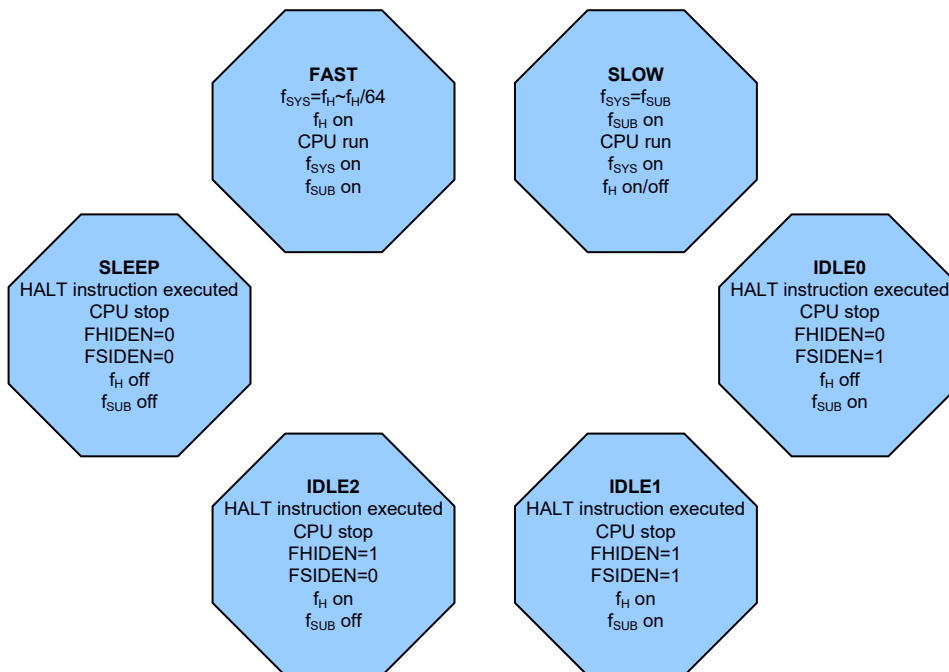 FAST
fSYS=fH~fH/64
fH on
CPU run
fSYS on
fSUB on
SLOW
fSYS=fSUB
fSUB on
CPU run
fSYS on
fH on/off
SLEEP
HALT instruction executed
CPU stop
FHIDEN=0
FSIDEN=0
fH off
fSUB off
IDLE0
HALT instruction executed
CPU stop
FHIDEN=0
FSIDEN=1
fH off
fSUB on
IDLE2
HALT instruction executed
CPU stop
FHIDEN=1
FSIDEN=0
fH on
fSUB off
IDLE1
HALT instruction executed
CPU stop
FHIDEN=1
FSIDEN=1
fH on
fSUB on